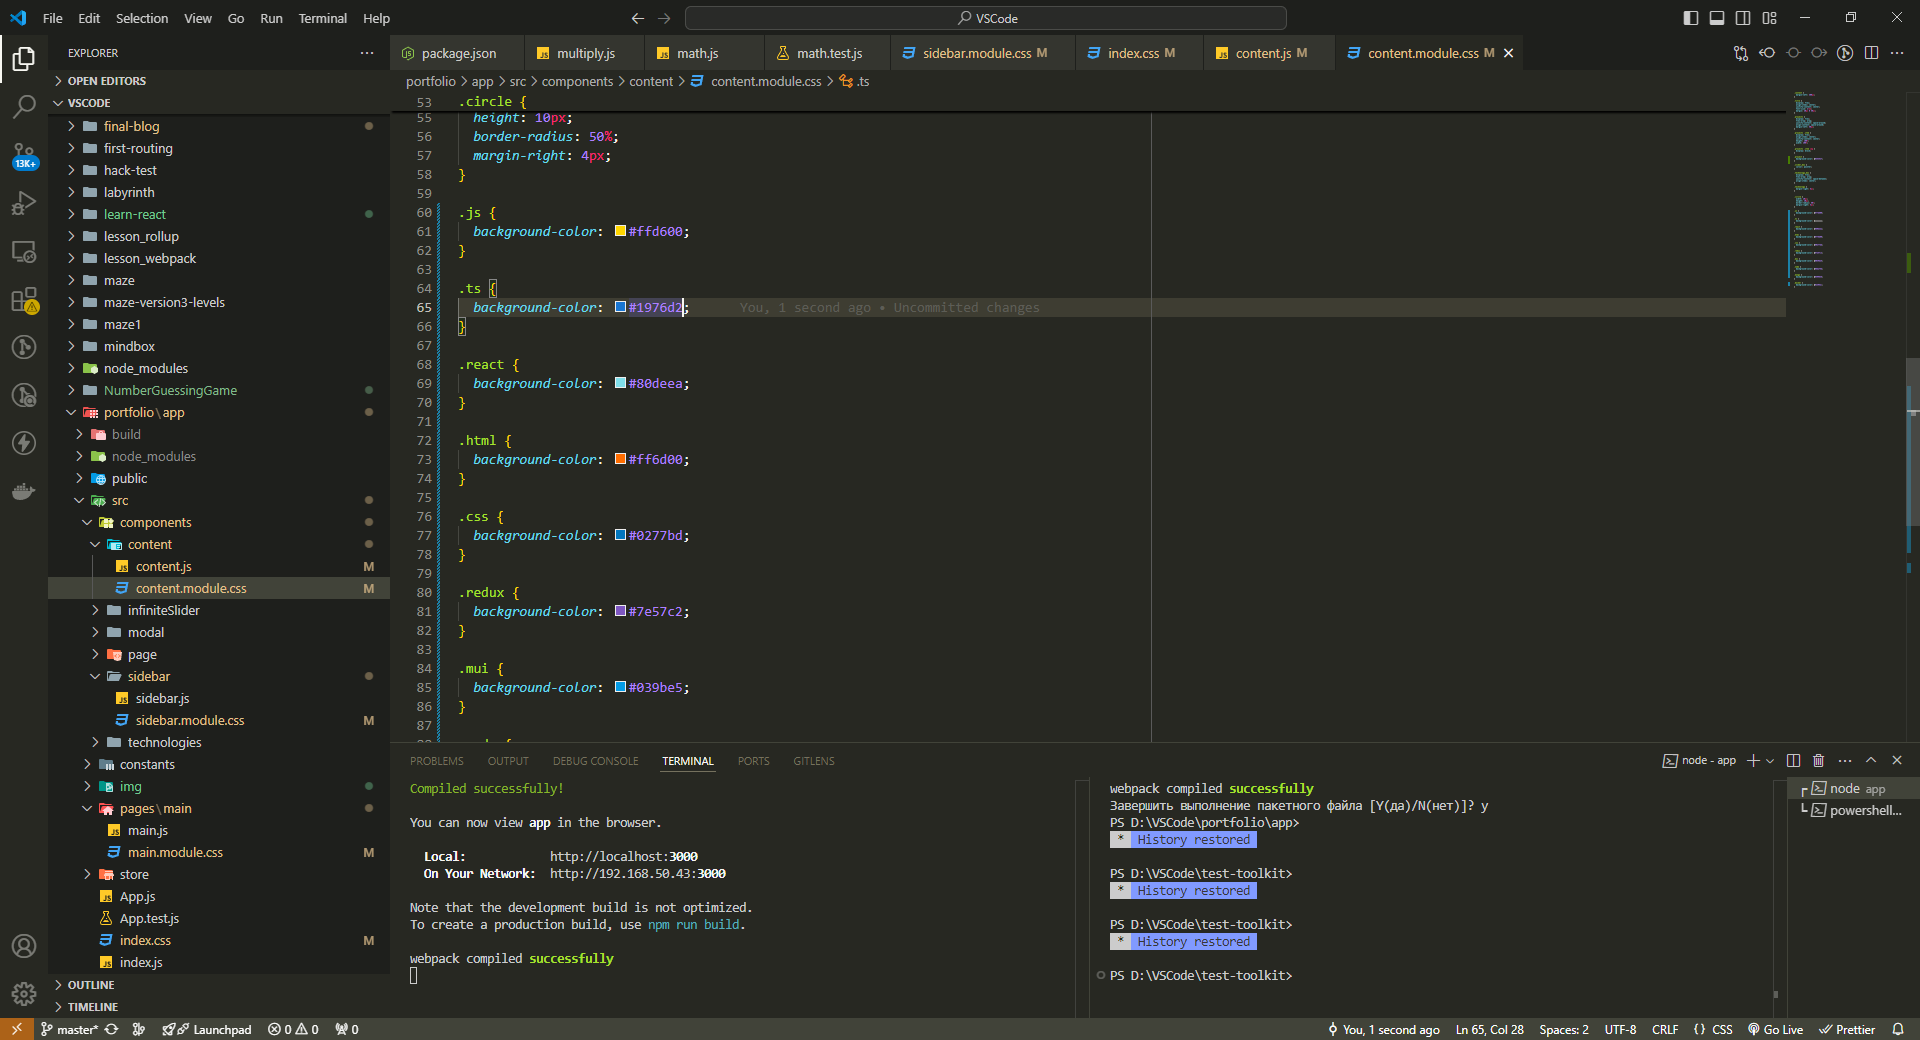 File Edit Selection View Go Run Terminal Help
VSCode
EXPLORER
OPEN EDITORS
VSCODE
final-blog
first-routing
hack-test
labyrinth
learn-react
lesson_rollup
lesson_webpack
maze
maze-version3-levels
maze1
mindbox
node_modules
NumberGuessingGame
portfolio\app
build
node_modules
public
src
components
content
content.js M
content.module.css M
infiniteSlider
modal
page
sidebar
sidebar.js
sidebar.module.css M
technologies
constants
img
pages\main
main.js
main.module.css M
store
App.js
App.test.js
index.css M
index.js
OUTLINE
TIMELINE
13K+
package.json multiply.js math.js math.test.js sidebar.module.css M index.css M content.js M content.module.css M
portfolio > app > src > components > content > content.module.css > .ts
53 .circle {
55 height: 10px;
56 border-radius: 50%;
57 margin-right: 4px;
58 }
59
60 .js {
61 background-color: #ffd600;
62 }
63
64 .ts {
65 background-color: #1976d2; You, 1 second ago • Uncommitted changes
66 }
67
68 .react {
69 background-color: #80deea;
70 }
71
72 .html {
73 background-color: #ff6d00;
74 }
75
76 .css {
77 background-color: #0277bd;
78 }
79
80 .redux {
81 background-color: #7e57c2;
82 }
83
84 .mui {
85 background-color: #039be5;
86 }
87
PROBLEMS OUTPUT DEBUG CONSOLE TERMINAL PORTS GITLENS
node - app
Compiled successfully!
You can now view app in the browser.
Local: http://localhost:3000
On Your Network: http://192.168.50.43:3000
Note that the development build is not optimized.
To create a production build, use npm run build.
webpack compiled successfully
webpack compiled successfully
Завершить выполнение пакетного файла [Y(да)/N(нет)]? y
PS D:\VSCode\portfolio\app>
* History restored
PS D:\VSCode\test-toolkit>
* History restored
PS D:\VSCode\test-toolkit>
* History restored
PS D:\VSCode\test-toolkit>
node app
powershell...
master* Launchpad 0 0 0
You, 1 second ago Ln 65, Col 28 Spaces: 2 UTF-8 CRLF {} CSS Go Live Prettier